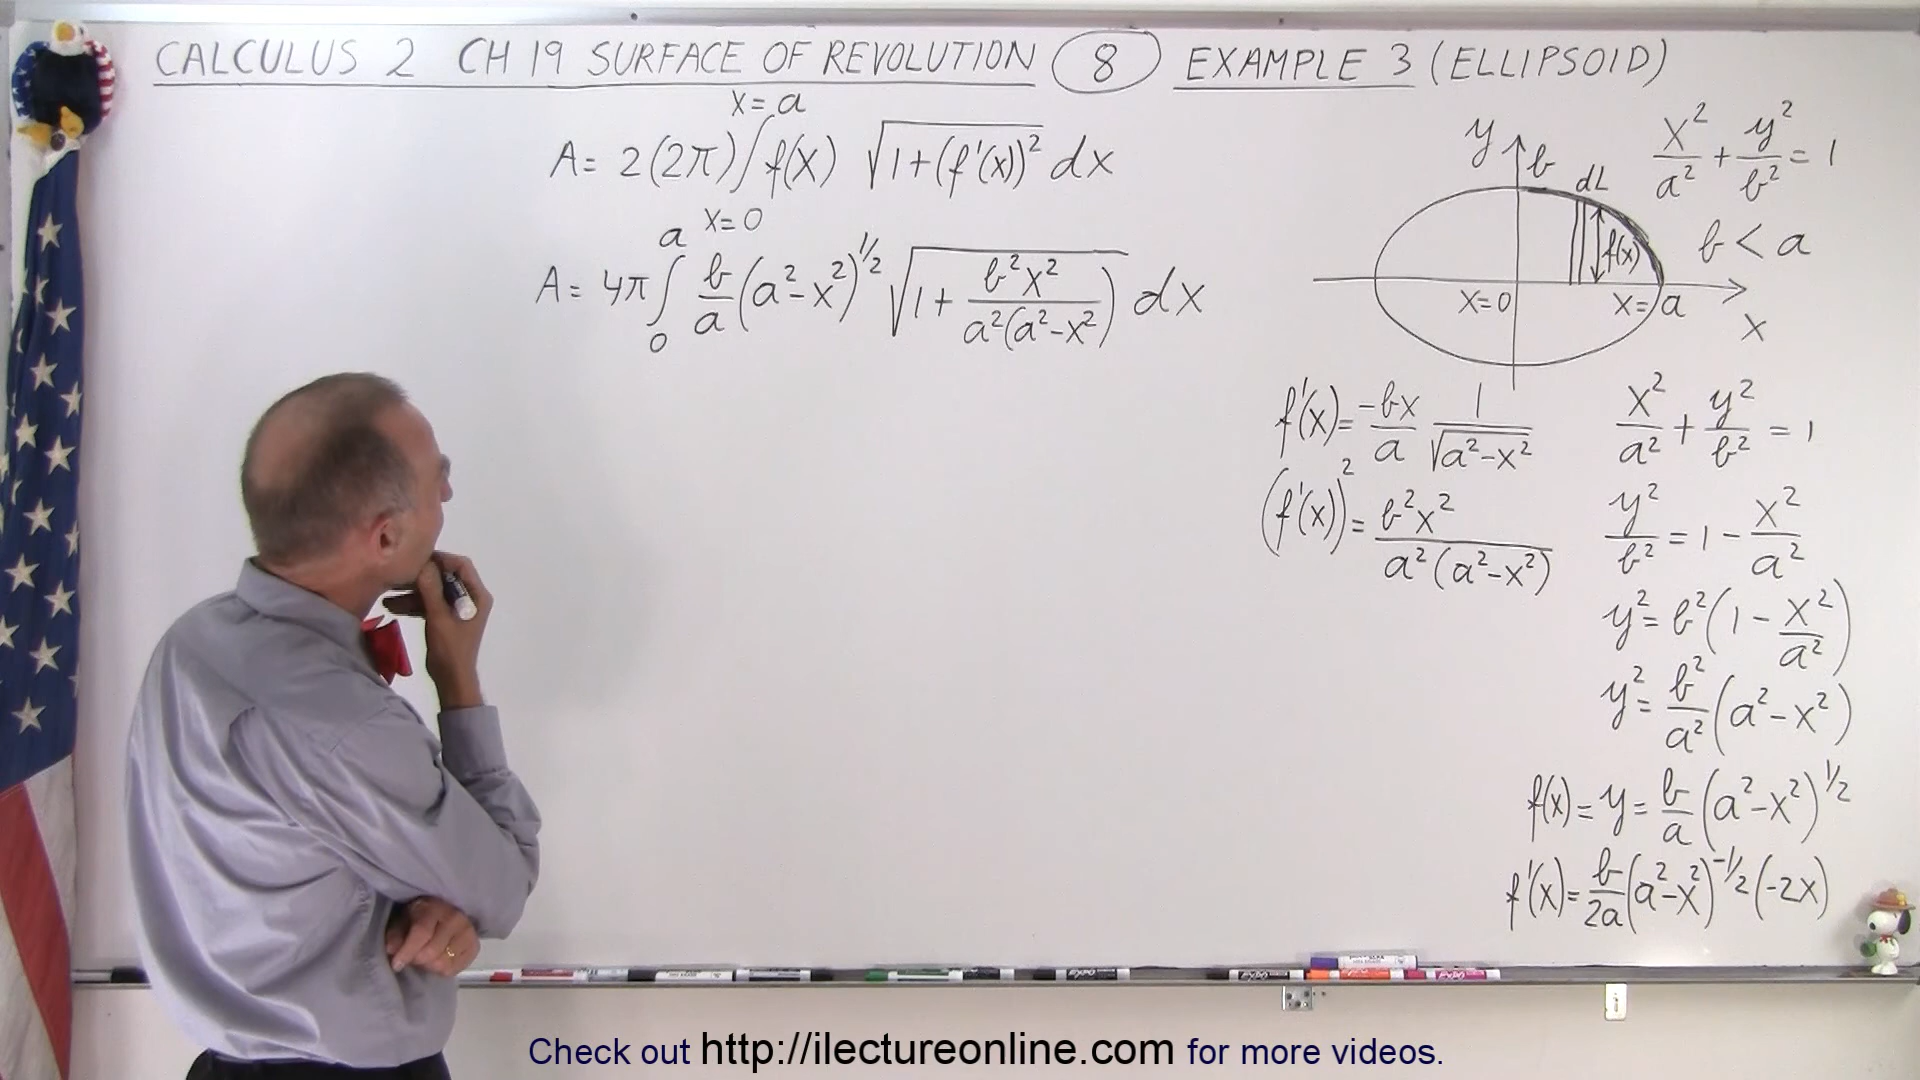 CALCULUS 2 CH 19 SURFACE OF REVOLUTION 8 EXAMPLE 3 (ELLIPSOID)
x = a
A = 2(2π)∫f(x) √(1+(f'(x))²) dx
x=0
a
A = 4π∫ b/a (a²-x²)^1/2 √(1 + b²x²/(a²(a²-x²))) dx
0
x²/a² + y²/b² = 1
b < a
y
b
dL
f(x)
x=0
x=a
x
f'(x) = -bx/a 1/√(a²-x²)
(f'(x))² = b²x²/(a²(a²-x²))
x²/a² + y²/b² = 1
y²/b² = 1 - x²/a²
y² = b²(1 - x²/a²)
y² = b²/a² (a²-x²)
f(x) = y = b/a (a²-x²)^1/2
f'(x) = b/2a (a²-x²)^-1/2 (-2x)
EXPO
EXPO
EXPO
Check out http://ilectureonline.com for more videos.